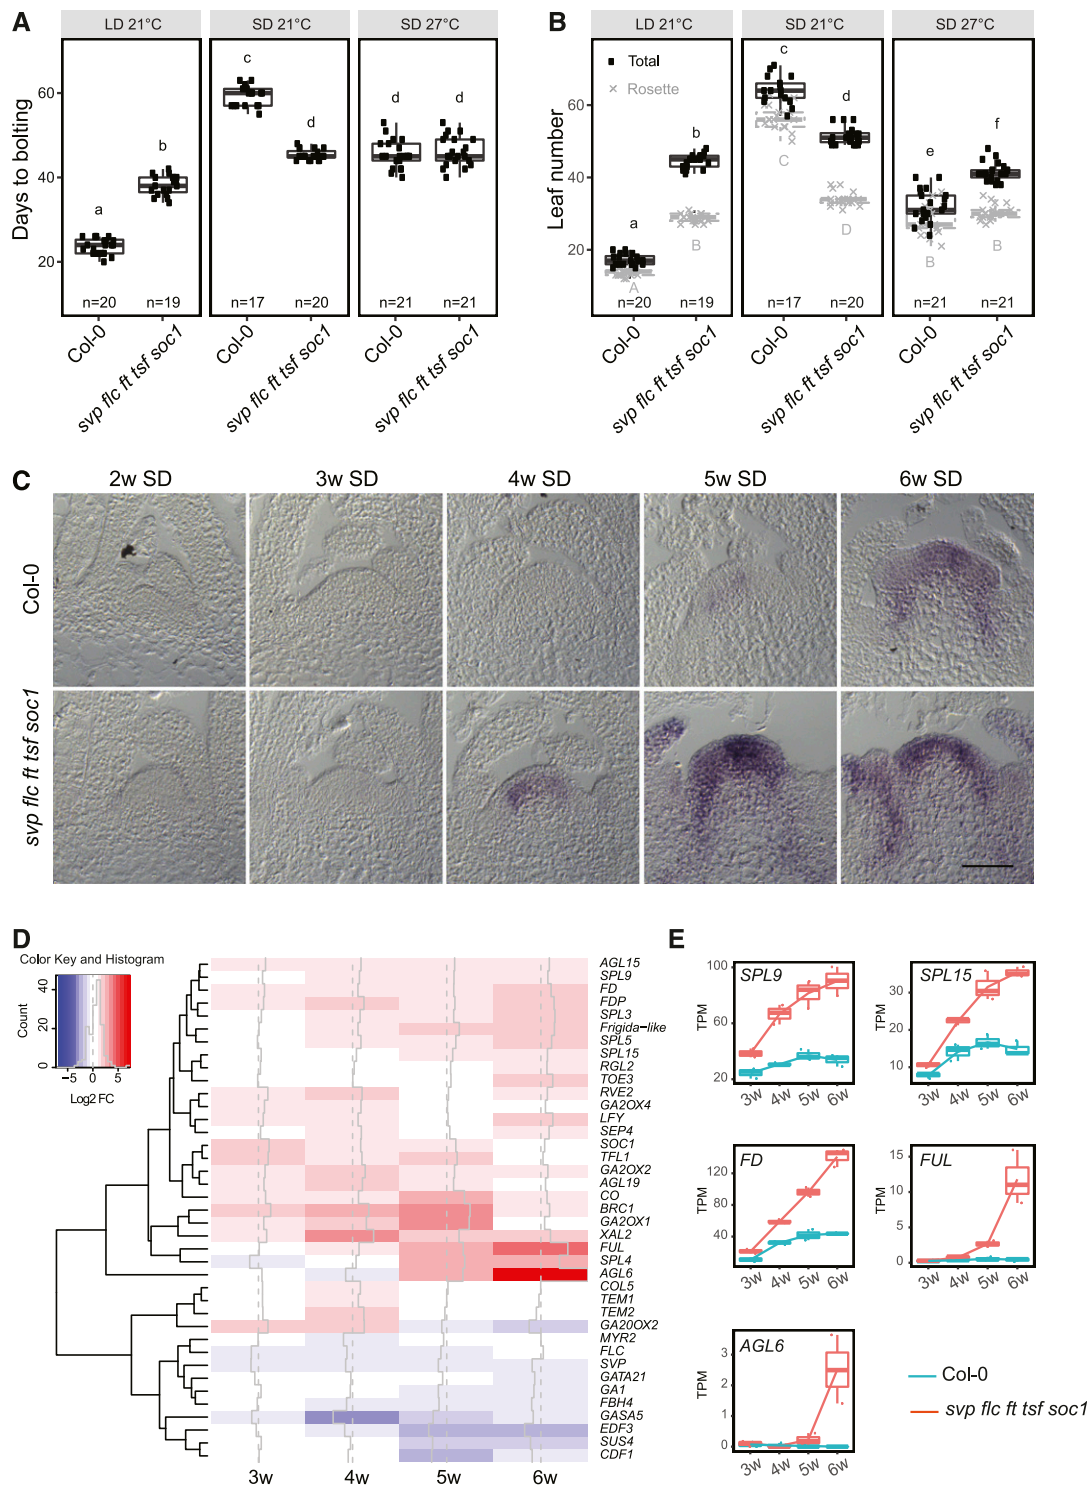 A
LD 21°C
SD 21°C
SD 27°C
Days to bolting
60
40
20
a
b
c
d
d
d
n=20
n=19
n=17
n=20
n=21
n=21
Col-0
svp flc ft tsf soc1
Col-0
svp flc ft tsf soc1
Col-0
svp flc ft tsf soc1
B
LD 21°C
SD 21°C
SD 27°C
Leaf number
60
40
20
Total
Rosette
a
A
b
B
c
C
d
D
e
B
f
B
n=20
n=19
n=17
n=20
n=21
n=21
Col-0
svp flc ft tsf soc1
Col-0
svp flc ft tsf soc1
Col-0
svp flc ft tsf soc1
C
2w SD
3w SD
4w SD
5w SD
6w SD
Col-0
svp flc ft tsf soc1
D
Color Key and Histogram
Count
40
20
0
−5
0
5
Log2 FC
AGL15
SPL9
FD
FDP
SPL3
Frigida−like
SPL5
SPL15
RGL2
TOE3
RVE2
GA2OX4
LFY
SEP4
SOC1
TFL1
GA2OX2
AGL19
CO
BRC1
GA2OX1
XAL2
FUL
SPL4
AGL6
COL5
TEM1
TEM2
GA20OX2
MYR2
FLC
SVP
GATA21
GA1
FBH4
GASA5
EDF3
SUS4
CDF1
3w
4w
5w
6w
E
SPL9
TPM
100
60
20
3w
4w
5w
6w
SPL15
TPM
30
20
10
3w
4w
5w
6w
FD
TPM
120
80
40
3w
4w
5w
6w
FUL
TPM
15
10
5
0
3w
4w
5w
6w
AGL6
TPM
3
2
1
0
3w
4w
5w
6w
Col-0
svp flc ft tsf soc1